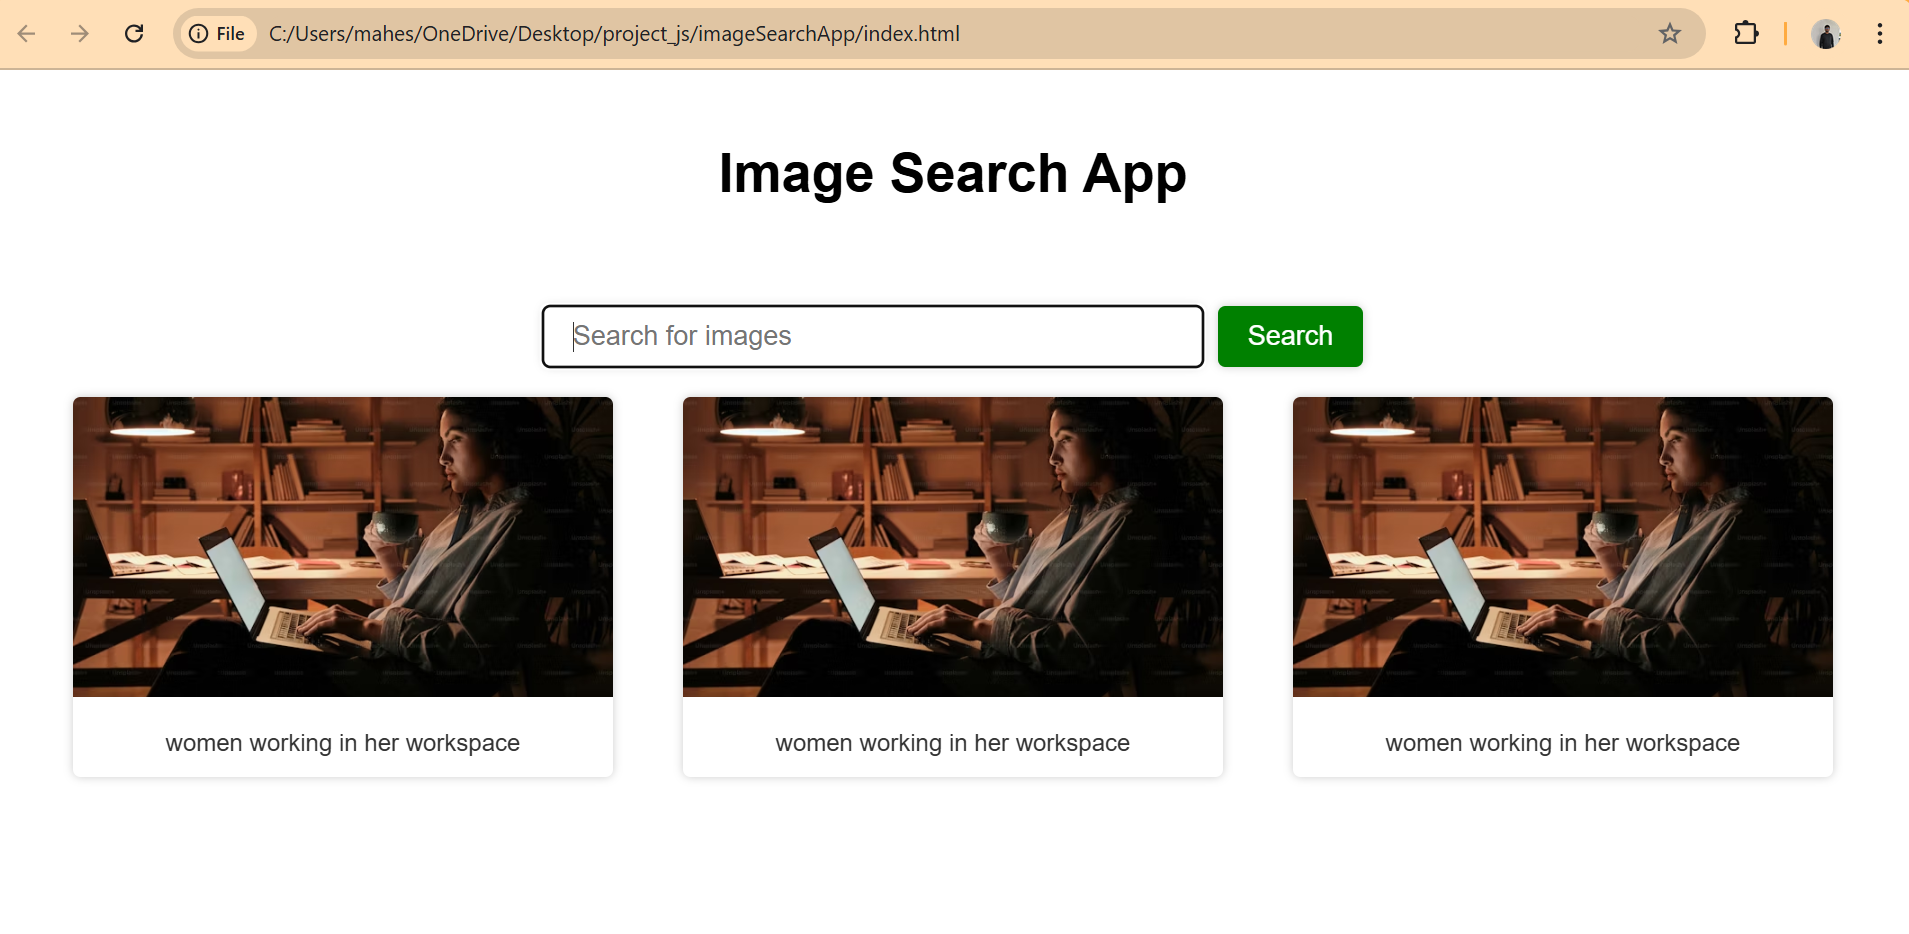 File C:/Users/mahes/OneDrive/Desktop/project_js/imageSearchApp/index.html
Image Search App
Search for images Search
women working in her workspace women working in her workspace women working in her workspace